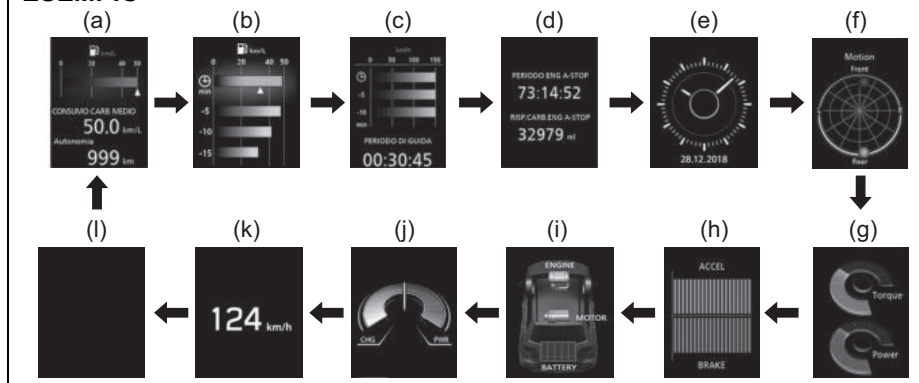 (a)
km/L
0 20 40 50
CONSUMO CARB. MEDIO
50.0 km/L
Autonomia
999 km
(b)
km/L
0 20 40 50
min
-5
-10
-15
(c)
km/h
0 50 100 150
-5
-10
min
PERIODO DI GUIDA
00:30:45
(d)
PERIODO ENG A-STOP
73:14:52
RISP.CARB.ENG A-STOP
32979 ml
(e)
28.12.2018
(f)
Motion
Front
Rear
(g)
Torque
Power
(h)
ACCEL
BRAKE
(i)
ENGINE
MOTOR
BATTERY
(j)
CHG PWR
(k)
124 km/h
(l)